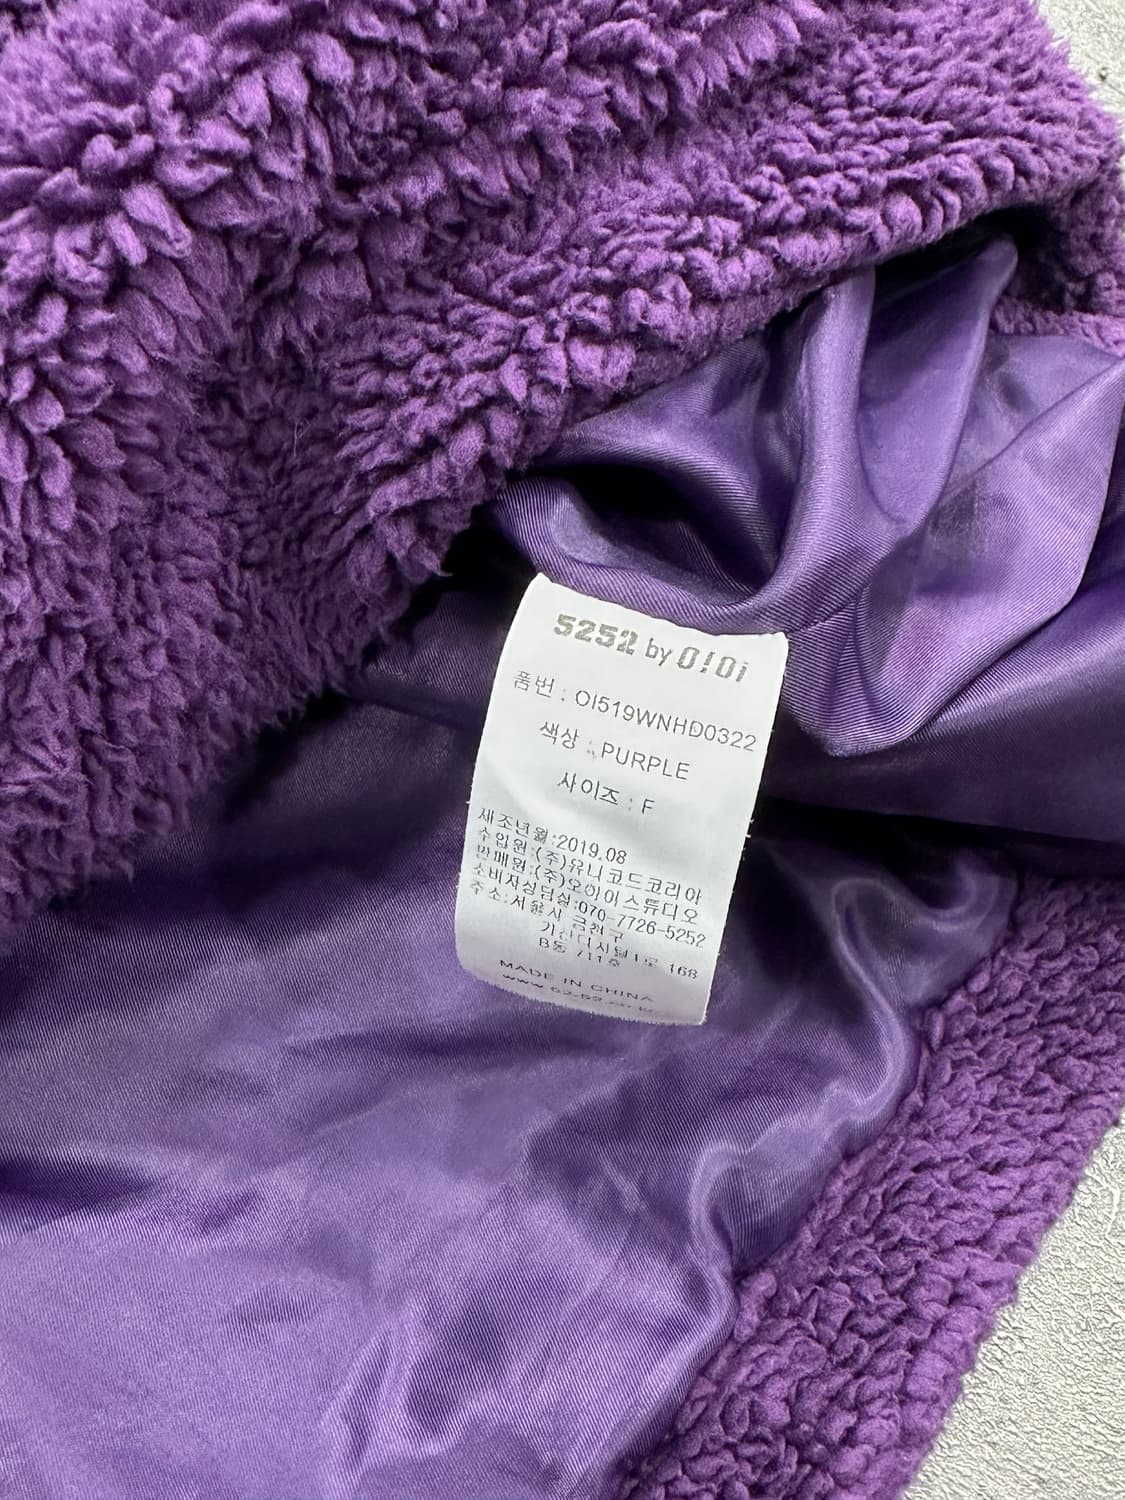 5252 by O!Oi
품번 : OI519WNHD0322
색상 : PURPLE
사이즈 : F
제조년월:2019.08
수입원:(주)유니코드코리아
판매원:(주)오아이스튜디오
소비자상담실:070-7726-5252
주소:서울시 금천구
가산디지털1로 168
B동 711호
MADE IN CHINA